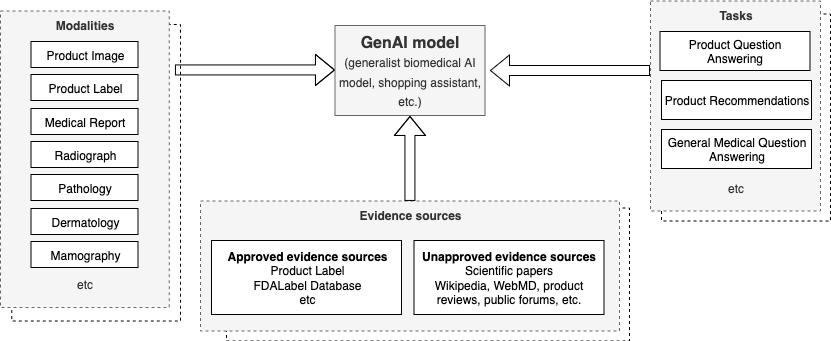 Modalities
Product Image
Product Label
Medical Report
Radiograph
Pathology
Dermatology
Mamography
etc
GenAI model
(generalist biomedical AI
model, shopping assistant,
etc.)
Tasks
Product Question
Answering
Product Recommendations
General Medical Question
Answering
etc
Evidence sources
Approved evidence sources
Product Label
FDALabel Database
etc
Unapproved evidence sources
Scientific papers
Wikipedia, WebMD, product
reviews, public forums, etc.